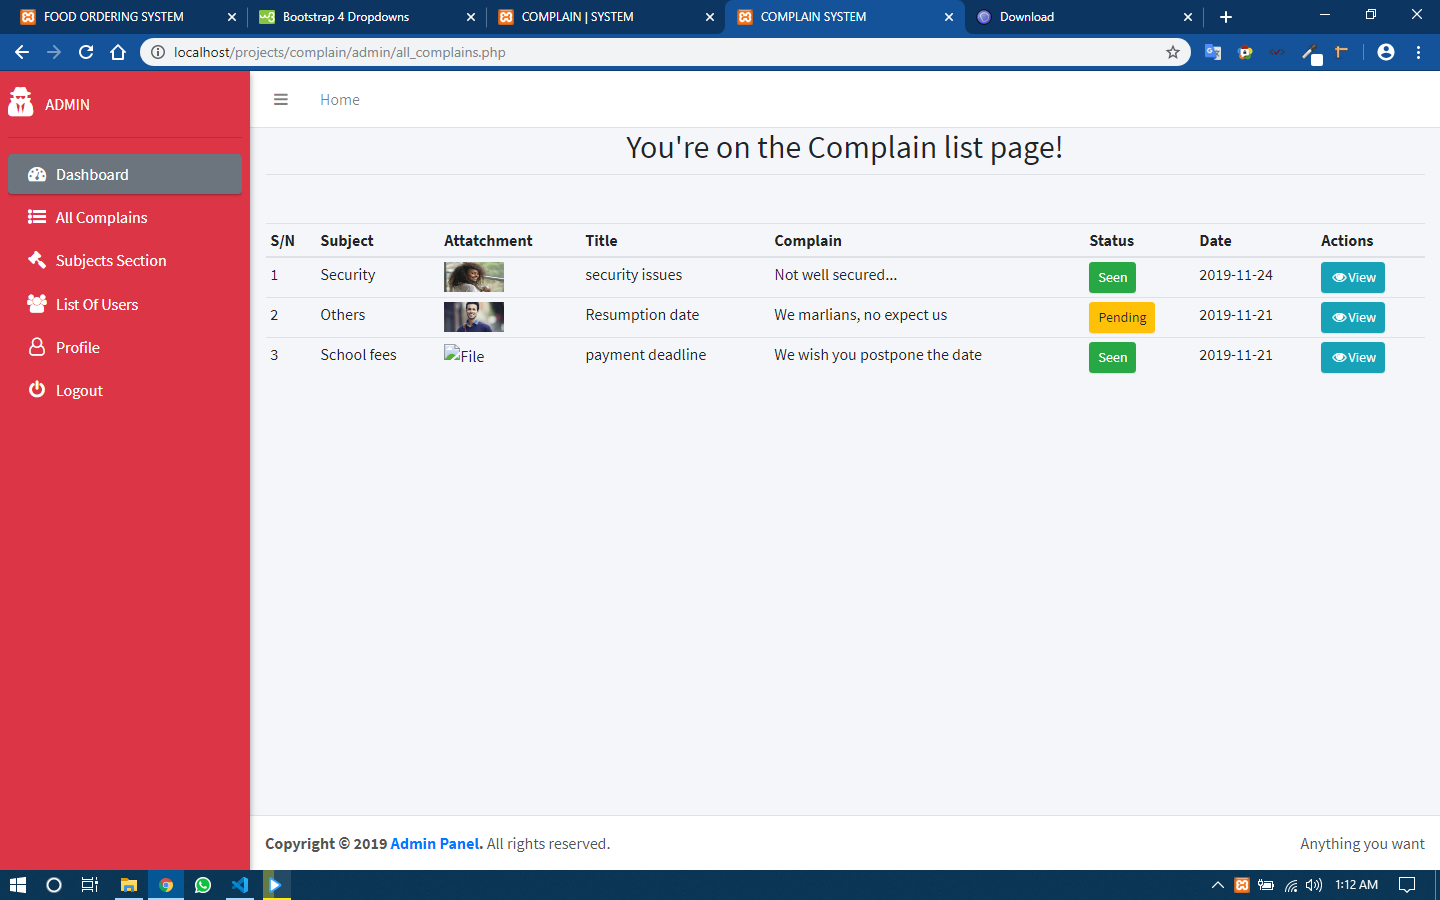 FOOD ORDERING SYSTEM
Bootstrap 4 Dropdowns
COMPLAIN | SYSTEM
COMPLAIN SYSTEM
Download
localhost/projects/complain/admin/all_complains.php
ADMIN
Home
You're on the Complain list page!
Dashboard
All Complains
Subjects Section
List Of Users
Profile
Logout
S/N Subject Attatchment Title Complain Status Date Actions
1 Security security issues Not well secured... Seen 2019-11-24 View
2 Others Resumption date We marlians, no expect us Pending 2019-11-21 View
3 School fees File payment deadline We wish you postpone the date Seen 2019-11-21 View
Copyright © 2019 Admin Panel. All rights reserved.
Anything you want
1:12 AM